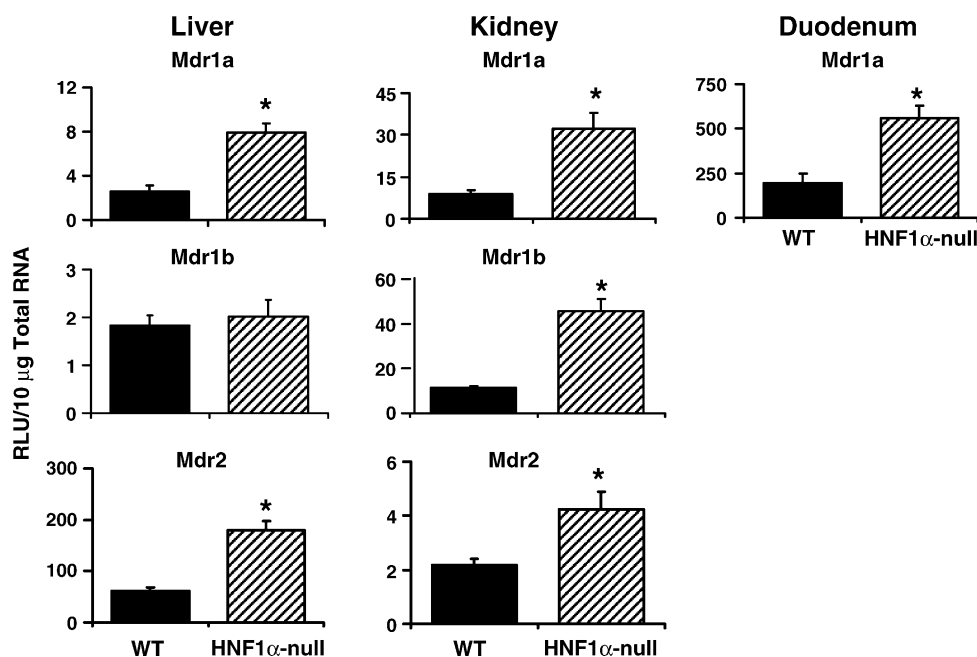 Liver Kidney Duodenum
Mdr1a Mdr1a Mdr1a
12 45 750
8 30 500
4 15 250
0 0 0
* * *
WT HNF1α-null
Mdr1b Mdr1b
3 60
2 40
1 20
0 0
*
RLU/10 μg Total RNA
Mdr2 Mdr2
300 6
200 4
100 2
0 0
* *
WT HNF1α-null WT HNF1α-null